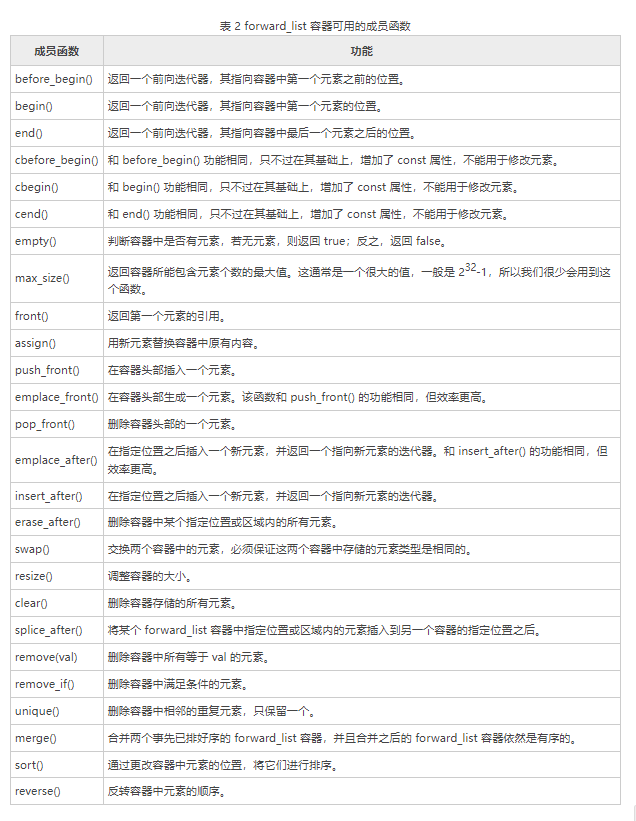 表 2 forward_list 容器可用的成员函数
成员函数 功能
before_begin() 返回一个前向迭代器，其指向容器中第一个元素之前的位置。
begin() 返回一个前向迭代器，其指向容器中第一个元素的位置。
end() 返回一个前向迭代器，其指向容器中最后一个元素之后的位置。
cbefore_begin() 和 before_begin() 功能相同，只不过在其基础上，增加了 const 属性，不能用于修改元素。
cbegin() 和 begin() 功能相同，只不过在其基础上，增加了 const 属性，不能用于修改元素。
cend() 和 end() 功能相同，只不过在其基础上，增加了 const 属性，不能用于修改元素。
empty() 判断容器中是否有元素，若无元素，则返回 true；反之，返回 false。
max_size() 返回容器所能包含元素个数的最大值。这通常是一个很大的值，一般是 2³²-1，所以我们很少会用到这
个函数。
front() 返回第一个元素的引用。
assign() 用新元素替换容器中原有内容。
push_front() 在容器头部插入一个元素。
emplace_front() 在容器头部生成一个元素。该函数和 push_front() 的功能相同，但效率更高。
pop_front() 删除容器头部的一个元素。
emplace_after() 在指定位置之后插入一个新元素，并返回一个指向新元素的迭代器。和 insert_after() 的功能相同，但
效率更高。
insert_after() 在指定位置之后插入一个新元素，并返回一个指向新元素的迭代器。
erase_after() 删除容器中某个指定位置或区域内的所有元素。
swap() 交换两个容器中的元素，必须保证这两个容器中存储的元素类型是相同的。
resize() 调整容器的大小。
clear() 删除容器存储的所有元素。
splice_after() 将某个 forward_list 容器中指定位置或区域内的元素插入到另一个容器的指定位置之后。
remove(val) 删除容器中所有等于 val 的元素。
remove_if() 删除容器中满足条件的元素。
unique() 删除容器中相邻的重复元素，只保留一个。
merge() 合并两个事先已排好序的 forward_list 容器，并且合并之后的 forward_list 容器依然是有序的。
sort() 通过更改容器中元素的位置，将它们进行排序。
reverse() 反转容器中元素的顺序。